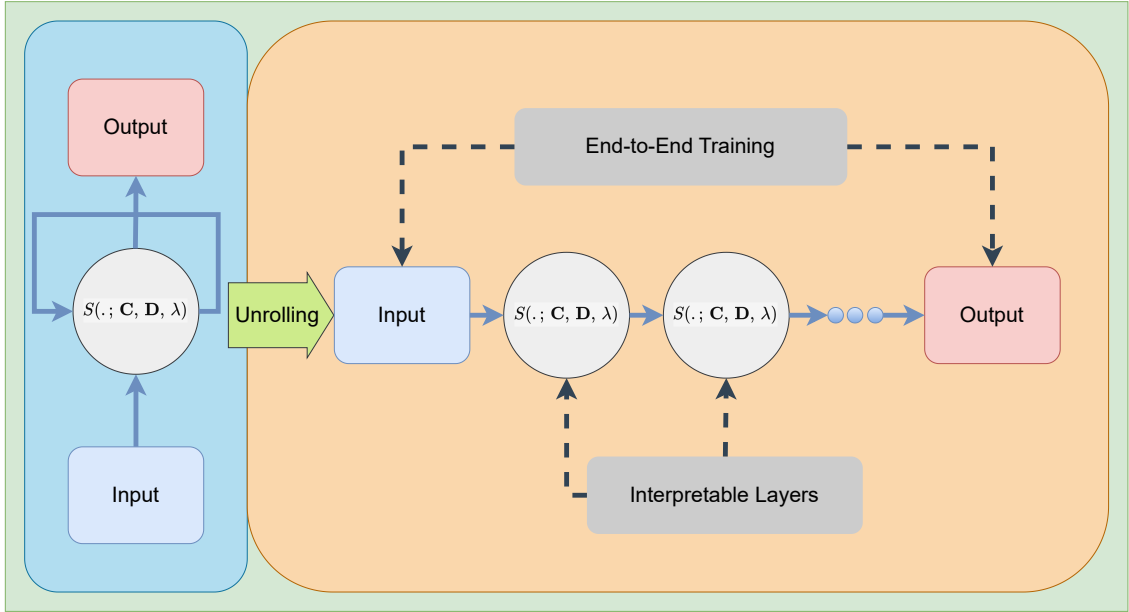 Output
S(. ; C, D, λ)
Input
Unrolling
End-to-End Training
Input
S(. ; C, D, λ)
S(. ; C, D, λ)
Output
Interpretable Layers